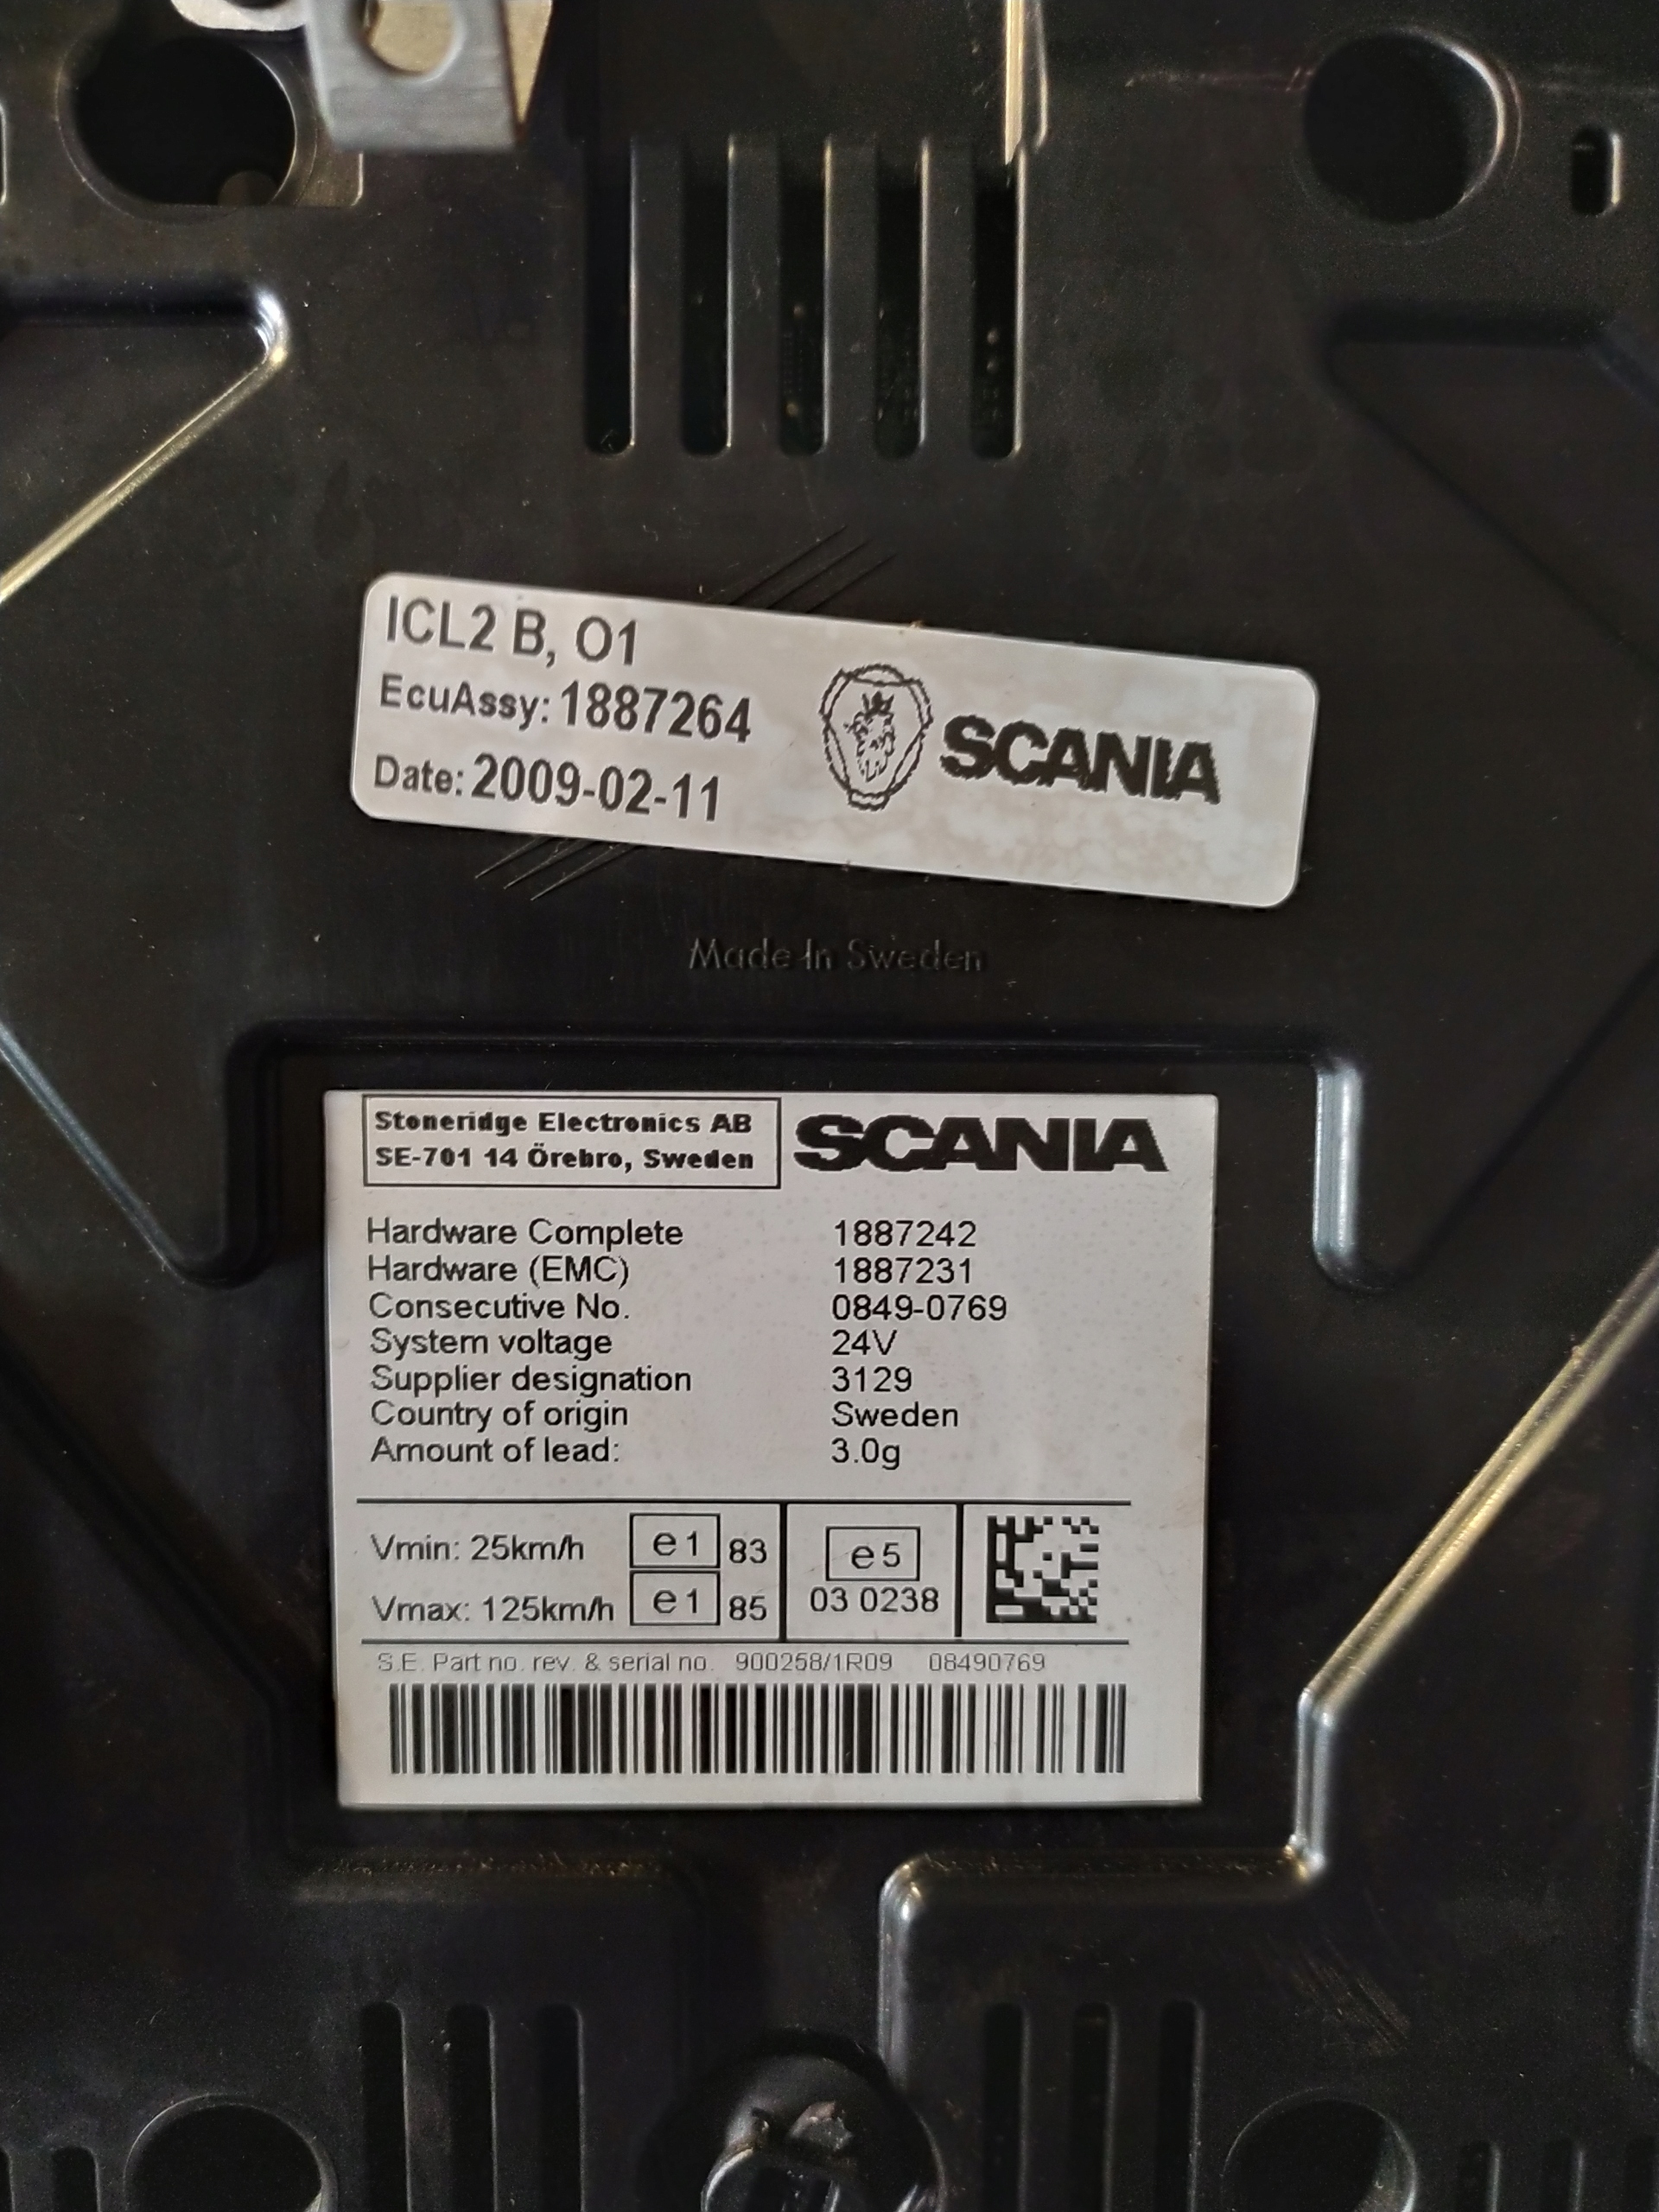 ICL2 B, O1
EcuAssy: 1887264
Date: 2009-02-11
SCANIA
Made In Sweden
Stoneridge Electronics AB
SE-701 14 Örebro, Sweden
SCANIA
Hardware Complete 1887242
Hardware (EMC) 1887231
Consecutive No. 0849-0769
System voltage 24V
Supplier designation 3129
Country of origin Sweden
Amount of lead: 3.0g
Vmin: 25km/h e1 83
Vmax: 125km/h e1 85
e5
03 0238
S.E. Part no. rev. & serial no. 900258/1R09 08490769